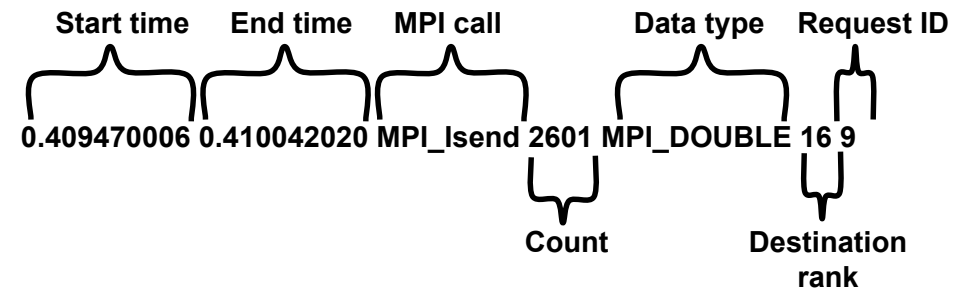 Start time End time MPI call Data type Request ID
0.409470006 0.410042020 MPI_Isend 2601 MPI_DOUBLE 16 9
Count Destination
rank